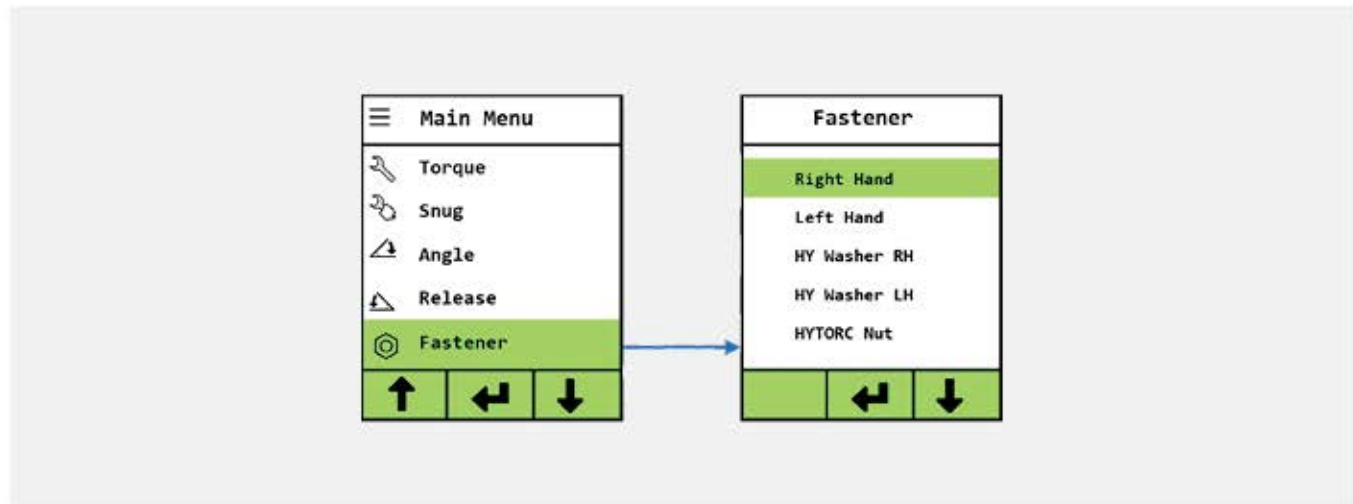 Main Menu
Torque
Snug
Angle
Release
Fastener
Fastener
Right Hand
Left Hand
HY Washer RH
HY Washer LH
HYTORC Nut